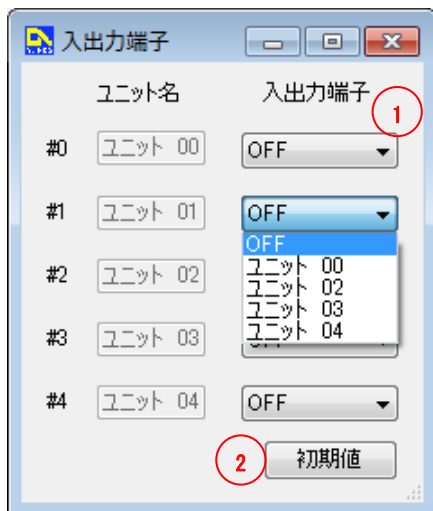 入出力端子
ユニット名 入出力端子
1
#0 ユニット 00 OFF
#1 ユニット 01 OFF
OFF
ユニット 00
#2 ユニット 02 ユニット 02
ユニット 03
#3 ユニット 03 ユニット 04
#4 ユニット 04 OFF
2 初期値